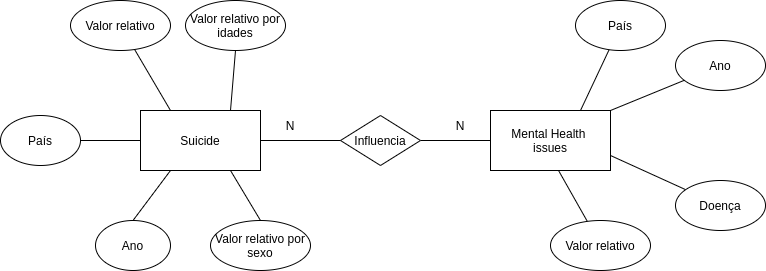 Valor relativo
Valor relativo por
idades
País
Ano
País
Suicide
N
Influencia
N
Mental Health
issues
Doença
Ano
Valor relativo por
sexo
Valor relativo